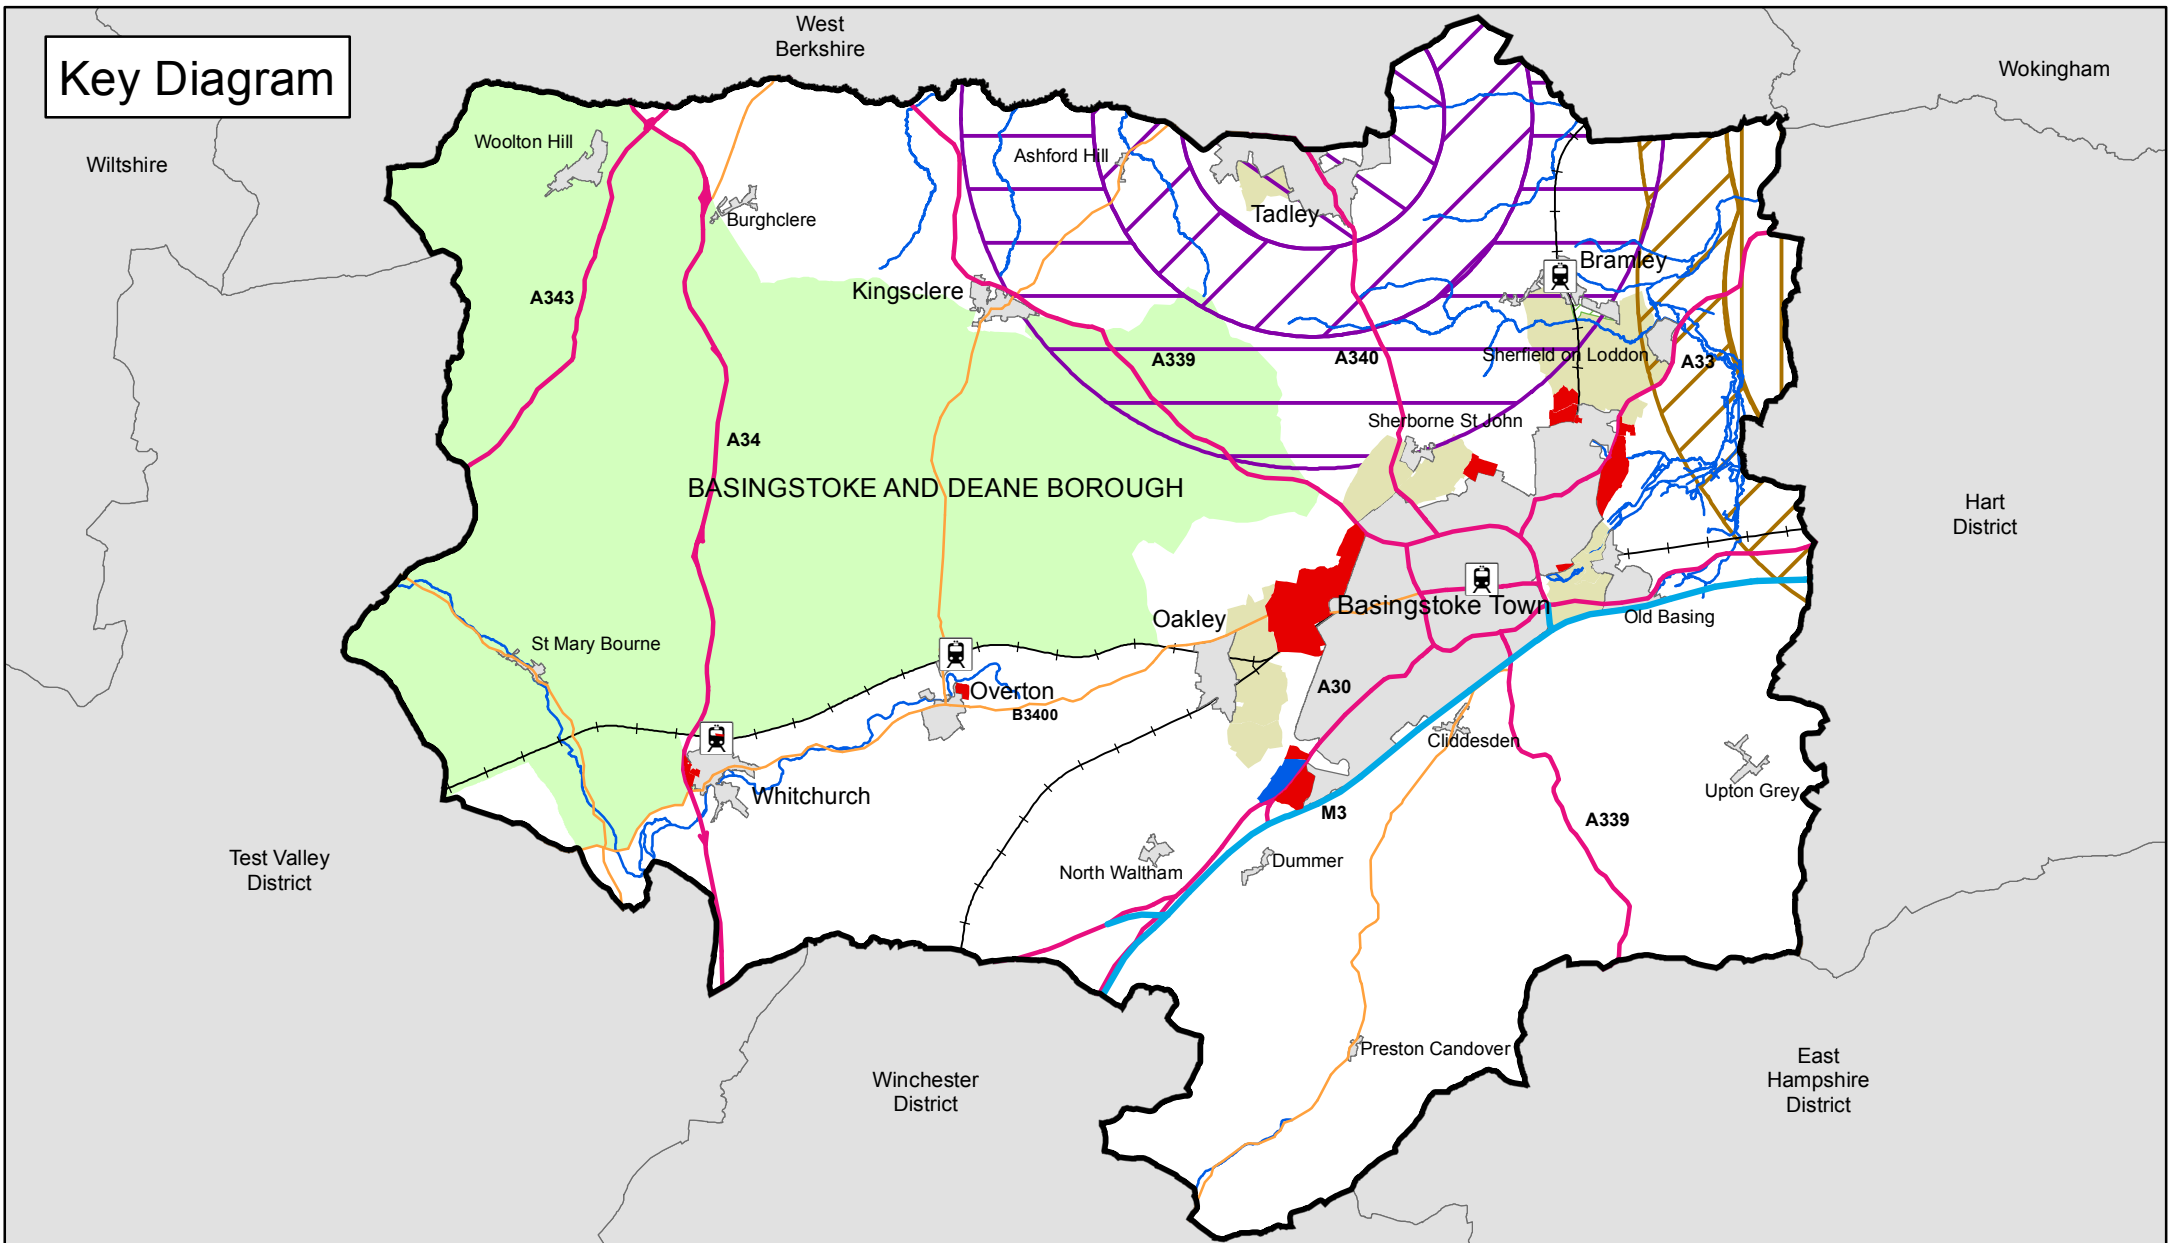 Key Diagram
West
Berkshire
Wokingham
Wiltshire
Woolton Hill
Ashford Hill
Burghclere
Tadley
Bramley
Kingsclere
A343
A339
A340
Sherfield on Loddon
A33
Sherborne St John
A34
BASINGSTOKE AND DEANE BOROUGH
Hart
District
Oakley
Basingstoke Town
Old Basing
St Mary Bourne
Overton
B3400
A30
Cliddesden
Whitchurch
Upton Grey
M3
A339
Test Valley
District
North Waltham
Dummer
Preston Candover
Winchester
District
East
Hampshire
District